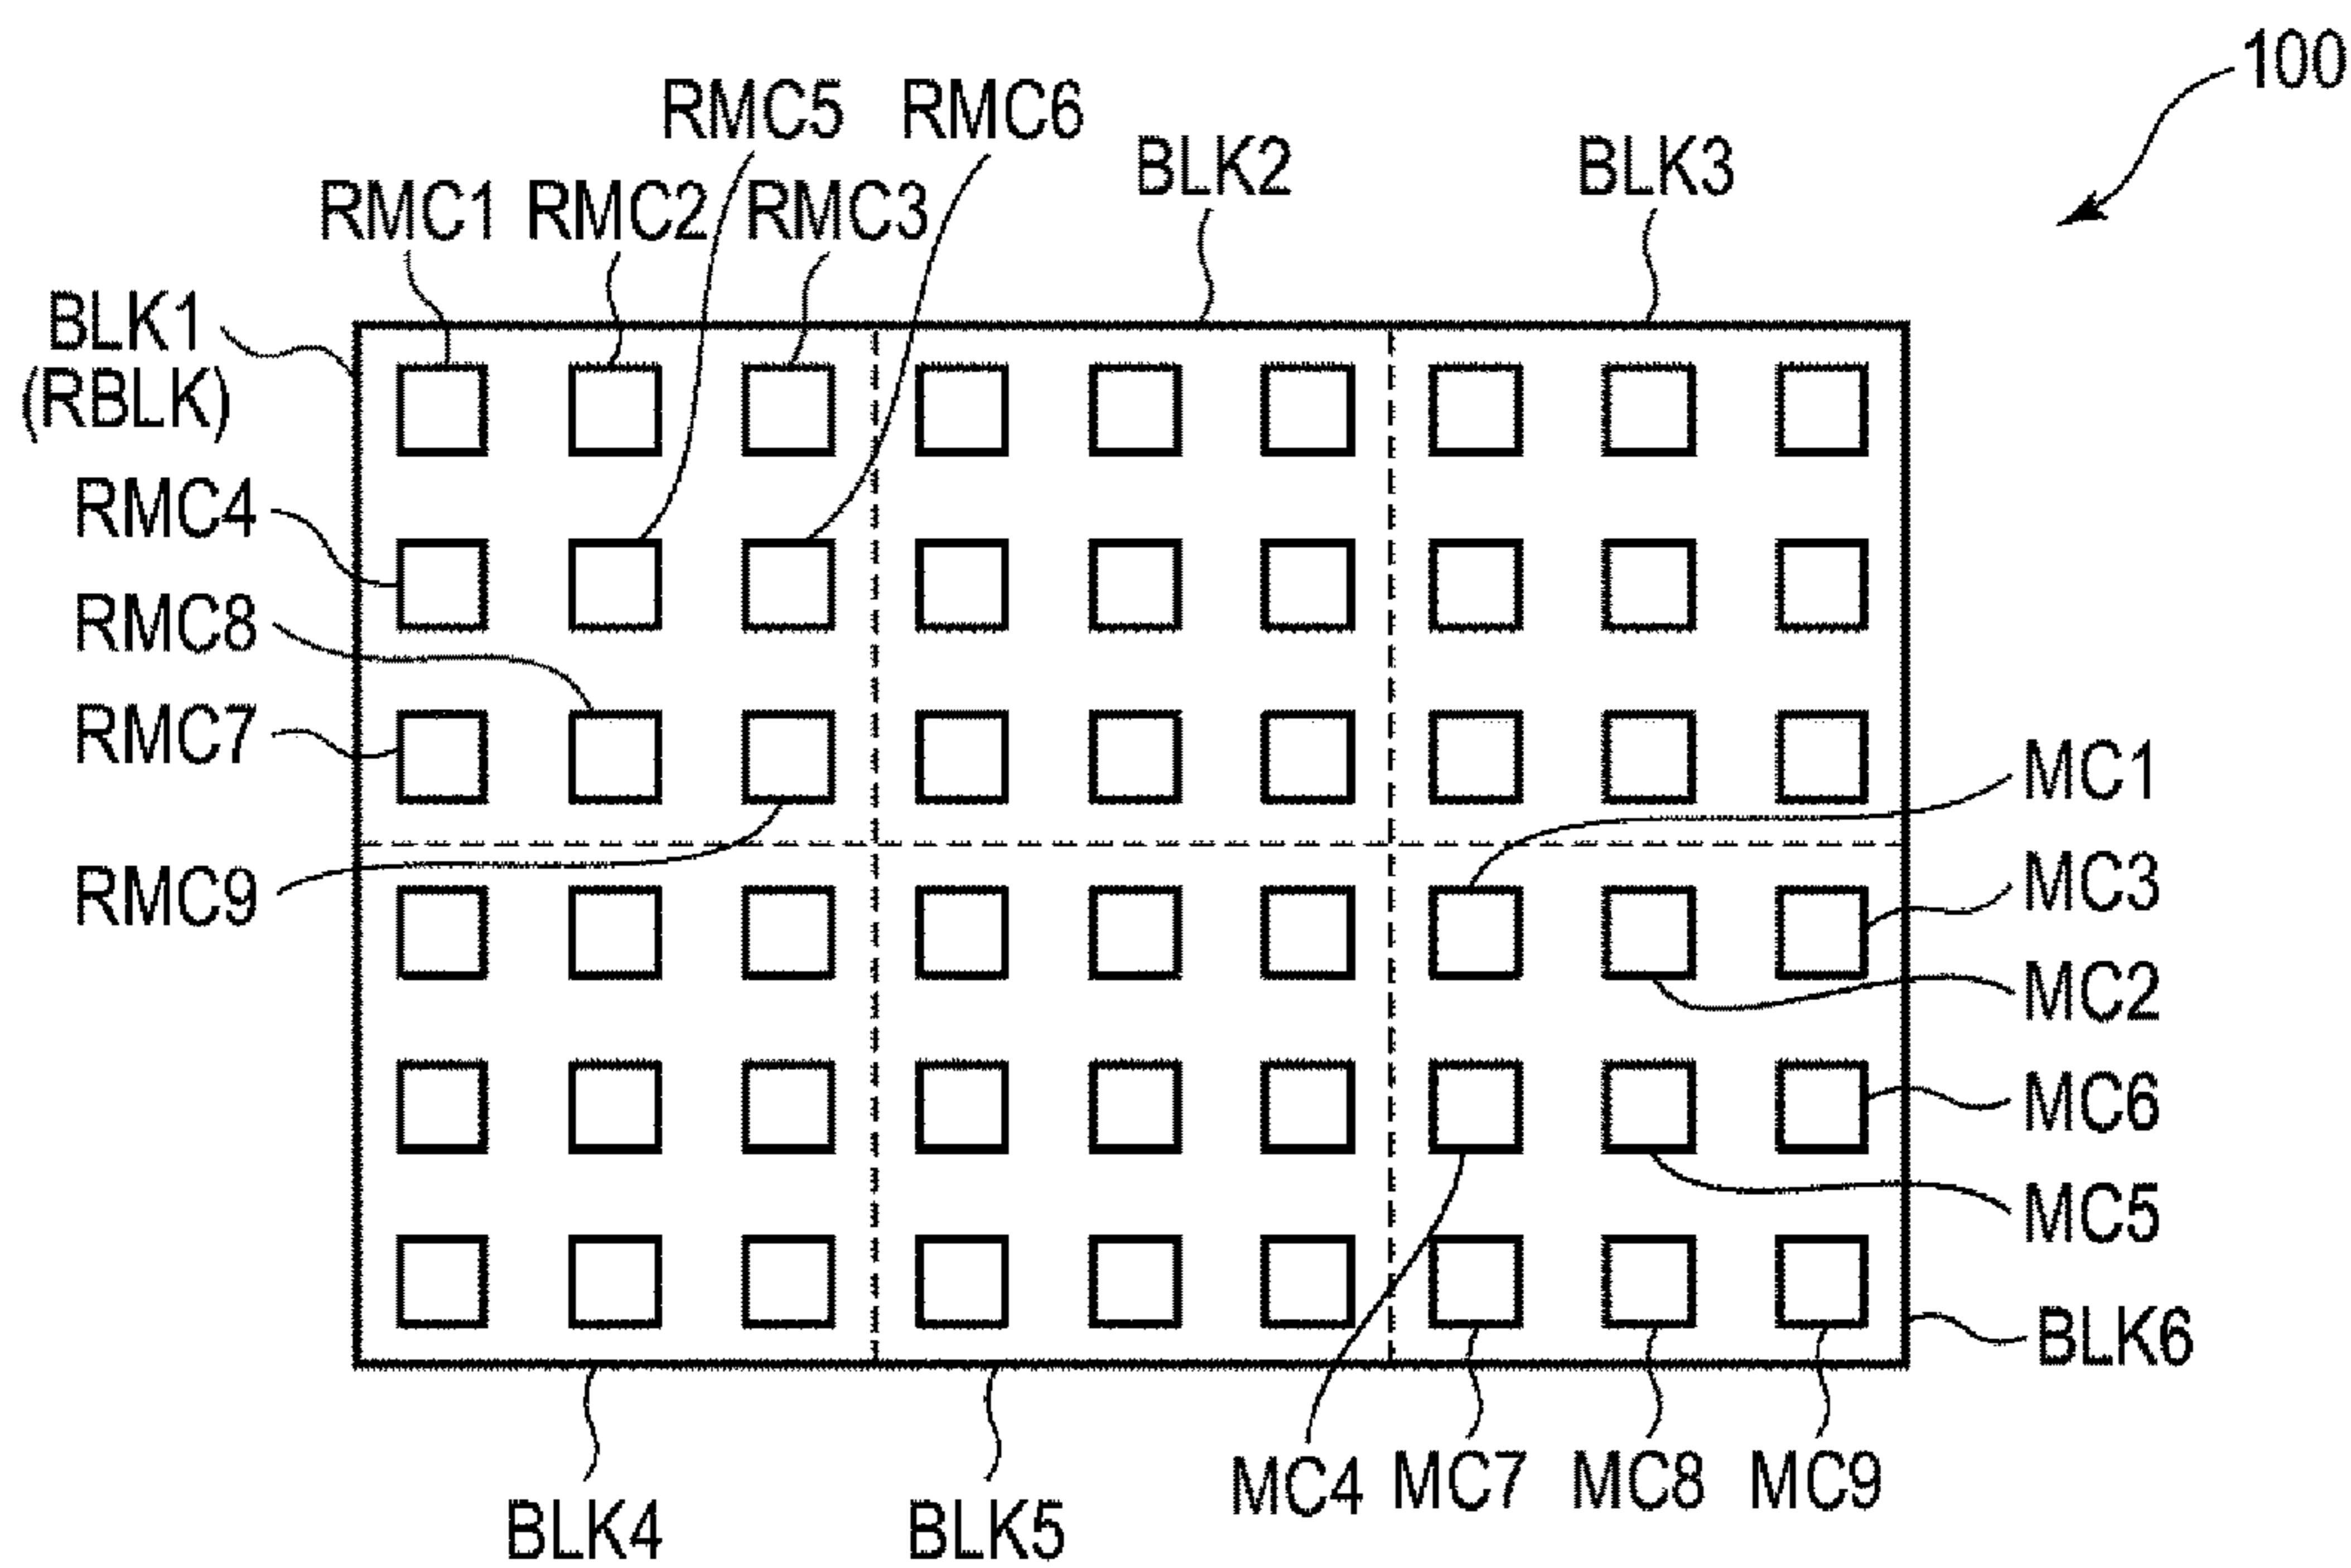 100
RMC5 RMC6
BLK2 BLK3
RMC1 RMC2 RMC3
BLK1
(RBLK)
RMC4
RMC8
RMC7
MC1
RMC9
MC3
MC2
MC6
MC5
BLK6
MC4 MC7 MC8 MC9
BLK4 BLK5